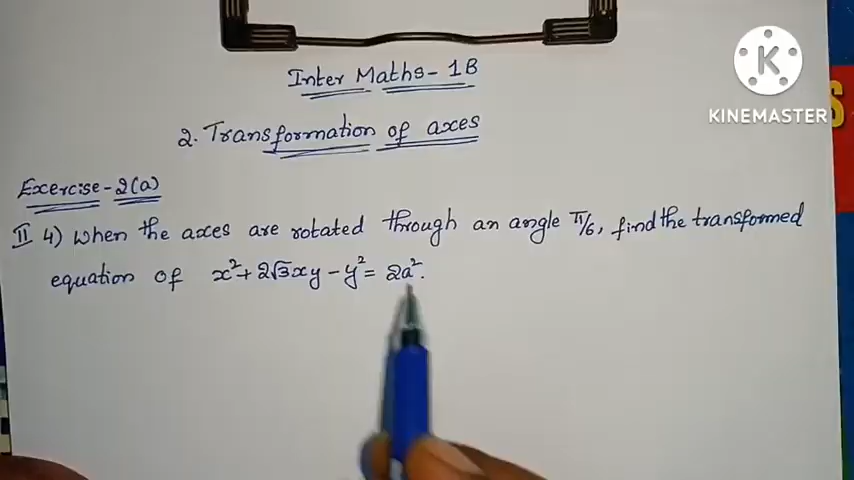 Inter Maths - 1B
KINEMASTER
2. Transformation of axes
Exercise - 2(a)
II 4) When the axes are rotated through an angle π/6, find the transformed
equation of x² + 2√3xy - y² = 2a².